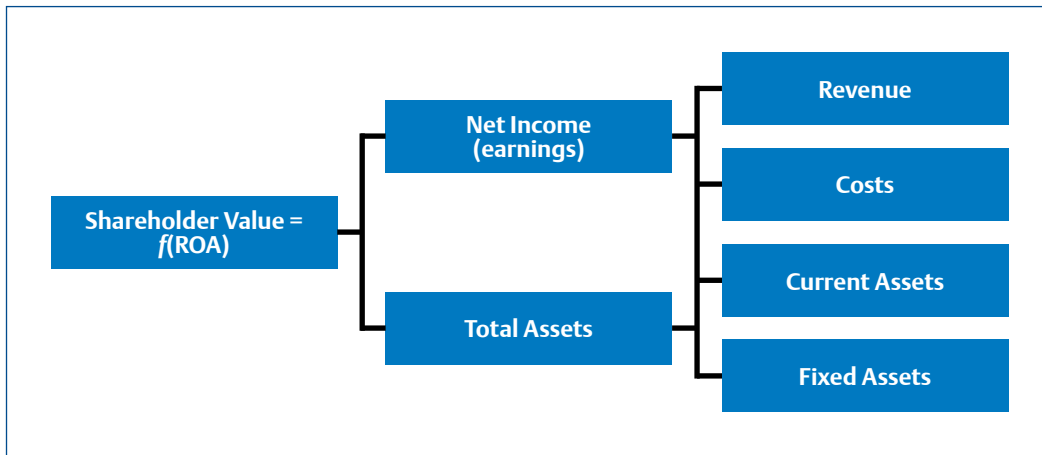 Shareholder Value =
f(ROA)
Net Income
(earnings)
Total Assets
Revenue
Costs
Current Assets
Fixed Assets